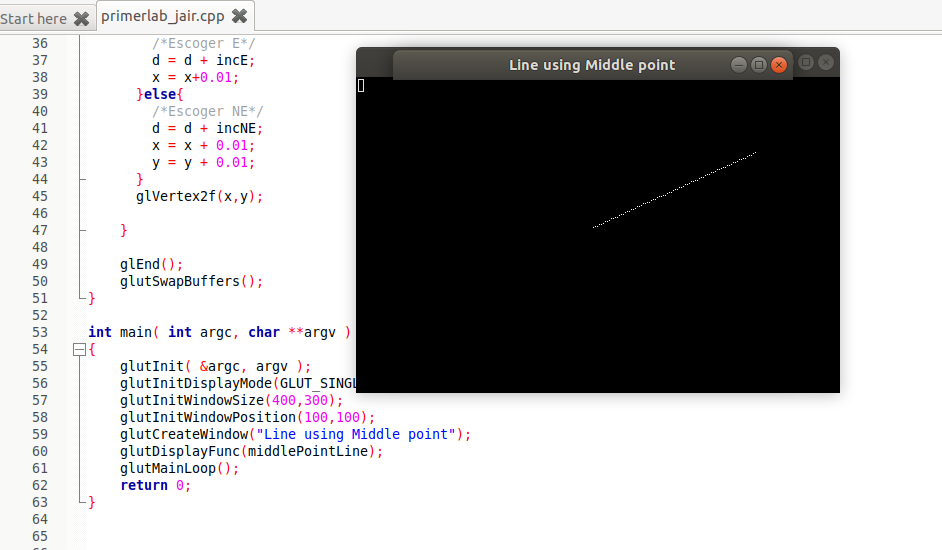 Start here primerlab_jair.cpp
Line using Middle point
36 /*Escoger E*/
37 d = d + incE;
38 x = x+0.01;
39 }else{
40 /*Escoger NE*/
41 d = d + incNE;
42 x = x + 0.01;
43 y = y + 0.01;
44 }
45 glVertex2f(x,y);
46
47 }
48
49 glEnd();
50 glutSwapBuffers();
51 }
52
53 int main( int argc, char **argv )
54 {
55 glutInit( &argc, argv );
56 glutInitDisplayMode(GLUT_SINGL
57 glutInitWindowSize(400,300);
58 glutInitWindowPosition(100,100);
59 glutCreateWindow("Line using Middle point");
60 glutDisplayFunc(middlePointLine);
61 glutMainLoop();
62 return 0;
63 }
64
65